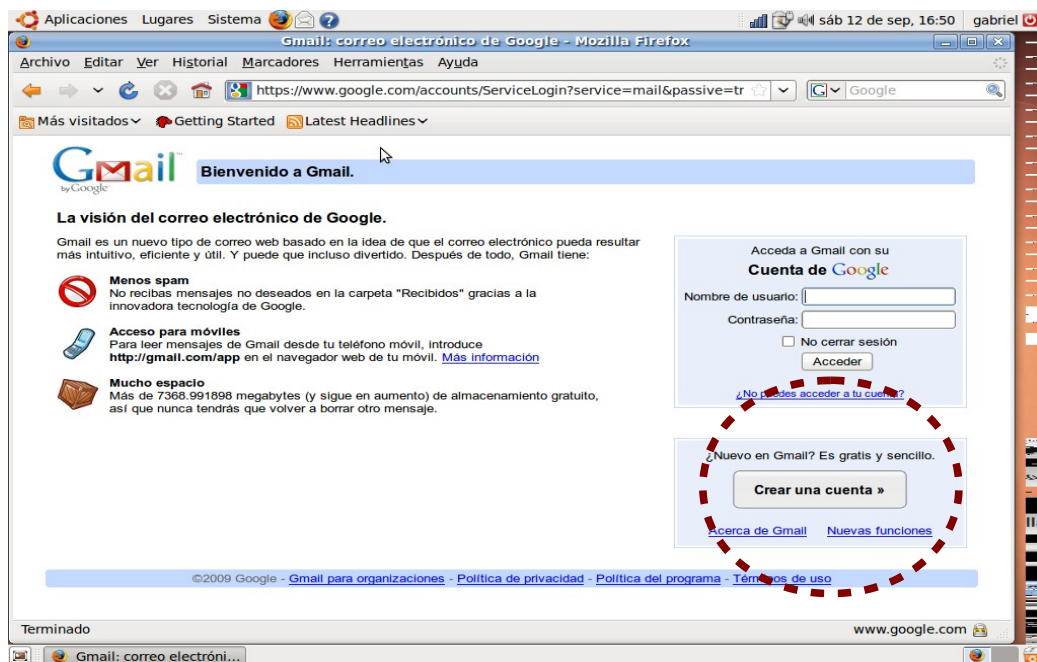 Aplicaciones Lugares Sistema sáb 12 de sep, 16:50 gabriel
Gmail: correo electrónico de Google - Mozilla Firefox
Archivo Editar Ver Historial Marcadores Herramientas Ayuda
https://www.google.com/accounts/ServiceLogin?service=mail&passive=tr G Google
Más visitados Getting Started Latest Headlines
Gmail
by Google
Bienvenido a Gmail.
La visión del correo electrónico de Google.
Gmail es un nuevo tipo de correo web basado en la idea de que el correo electrónico pueda resultar
más intuitivo, eficiente y útil. Y puede que incluso divertido. Después de todo, Gmail tiene:
Menos spam
No recibas mensajes no deseados en la carpeta "Recibidos" gracias a la
innovadora tecnología de Google.
Acceso para móviles
Para leer mensajes de Gmail desde tu teléfono móvil, introduce
http://gmail.com/app en el navegador web de tu móvil. Más información
Mucho espacio
Más de 7368.991898 megabytes (y sigue en aumento) de almacenamiento gratuito,
así que nunca tendrás que volver a borrar otro mensaje.
Acceda a Gmail con su
Cuenta de Google
Nombre de usuario:
Contraseña:
No cerrar sesión
Acceder
¿No puedes acceder a tu cuenta?
¿Nuevo en Gmail? Es gratis y sencillo.
Crear una cuenta »
Acerca de Gmail Nuevas funciones
©2009 Google - Gmail para organizaciones - Política de privacidad - Política del programa - Términos de uso
Terminado www.google.com
Gmail: correo electróni...